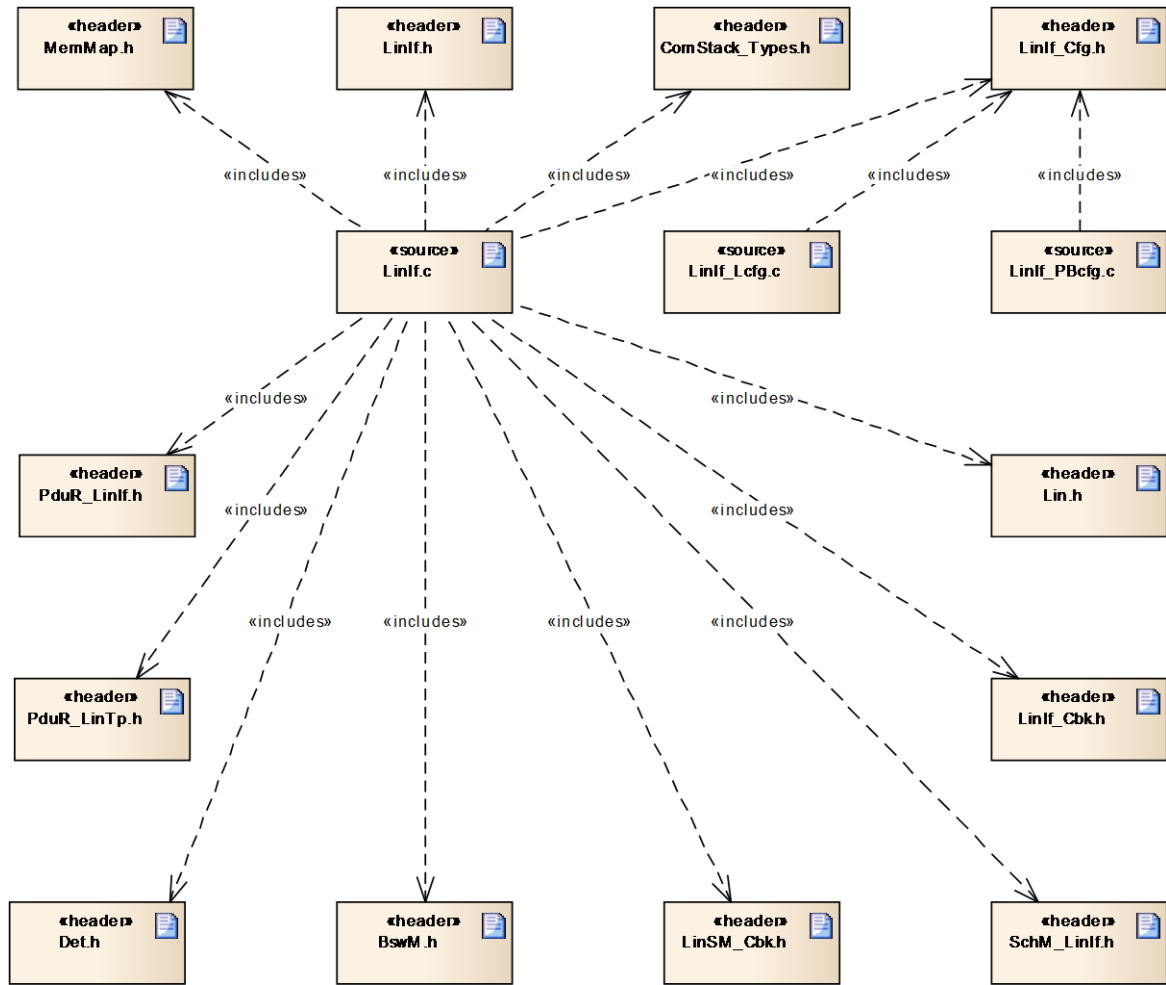 «header»
MemMap.h
«header»
LinIf.h
«header»
ComStack_Types.h
«header»
LinIf_Cfg.h
«includes»
«includes»
«includes»
«includes»
«includes»
«includes»
«source»
LinIf.c
«source»
LinIf_Lcfg.c
«source»
LinIf_PBcfg.c
«includes»
«includes»
«header»
PduR_LinIf.h
«header»
Lin.h
«includes»
«includes»
«includes»
«includes»
«includes»
«includes»
«header»
PduR_LinTp.h
«header»
LinIf_Cbk.h
«header»
Det.h
«header»
BswM.h
«header»
LinSM_Cbk.h
«header»
SchM_LinIf.h